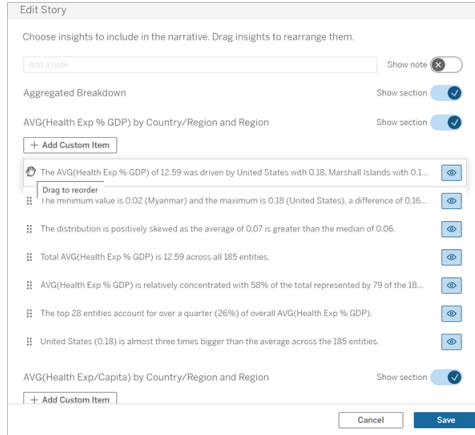 Edit Story
Choose insights to include in the narrative. Drag insights to rearrange them.
Add a note
Show note
Aggregated Breakdown
Show section
AVG(Health Exp % GDP) by Country/Region and Region
Show section
+ Add Custom Item
The AVG(Health Exp % GDP) of 12.59 was driven by United States with 0.18, Marshall Islands with 0.1...
Drag to reorder
The minimum value is 0.02 (Myanmar) and the maximum is 0.18 (United States), a difference of 0.16...
The distribution is positively skewed as the average of 0.07 is greater than the median of 0.06.
Total AVG(Health Exp % GDP) is 12.59 across all 185 entities.
AVG(Health Exp % GDP) is relatively concentrated with 58% of the total represented by 79 of the 18...
The top 28 entities account for over a quarter (26%) of overall AVG(Health Exp % GDP).
United States (0.18) is almost three times bigger than the average across the 185 entities.
AVG(Health Exp/Capita) by Country/Region and Region
Show section
+ Add Custom Item
Cancel
Save